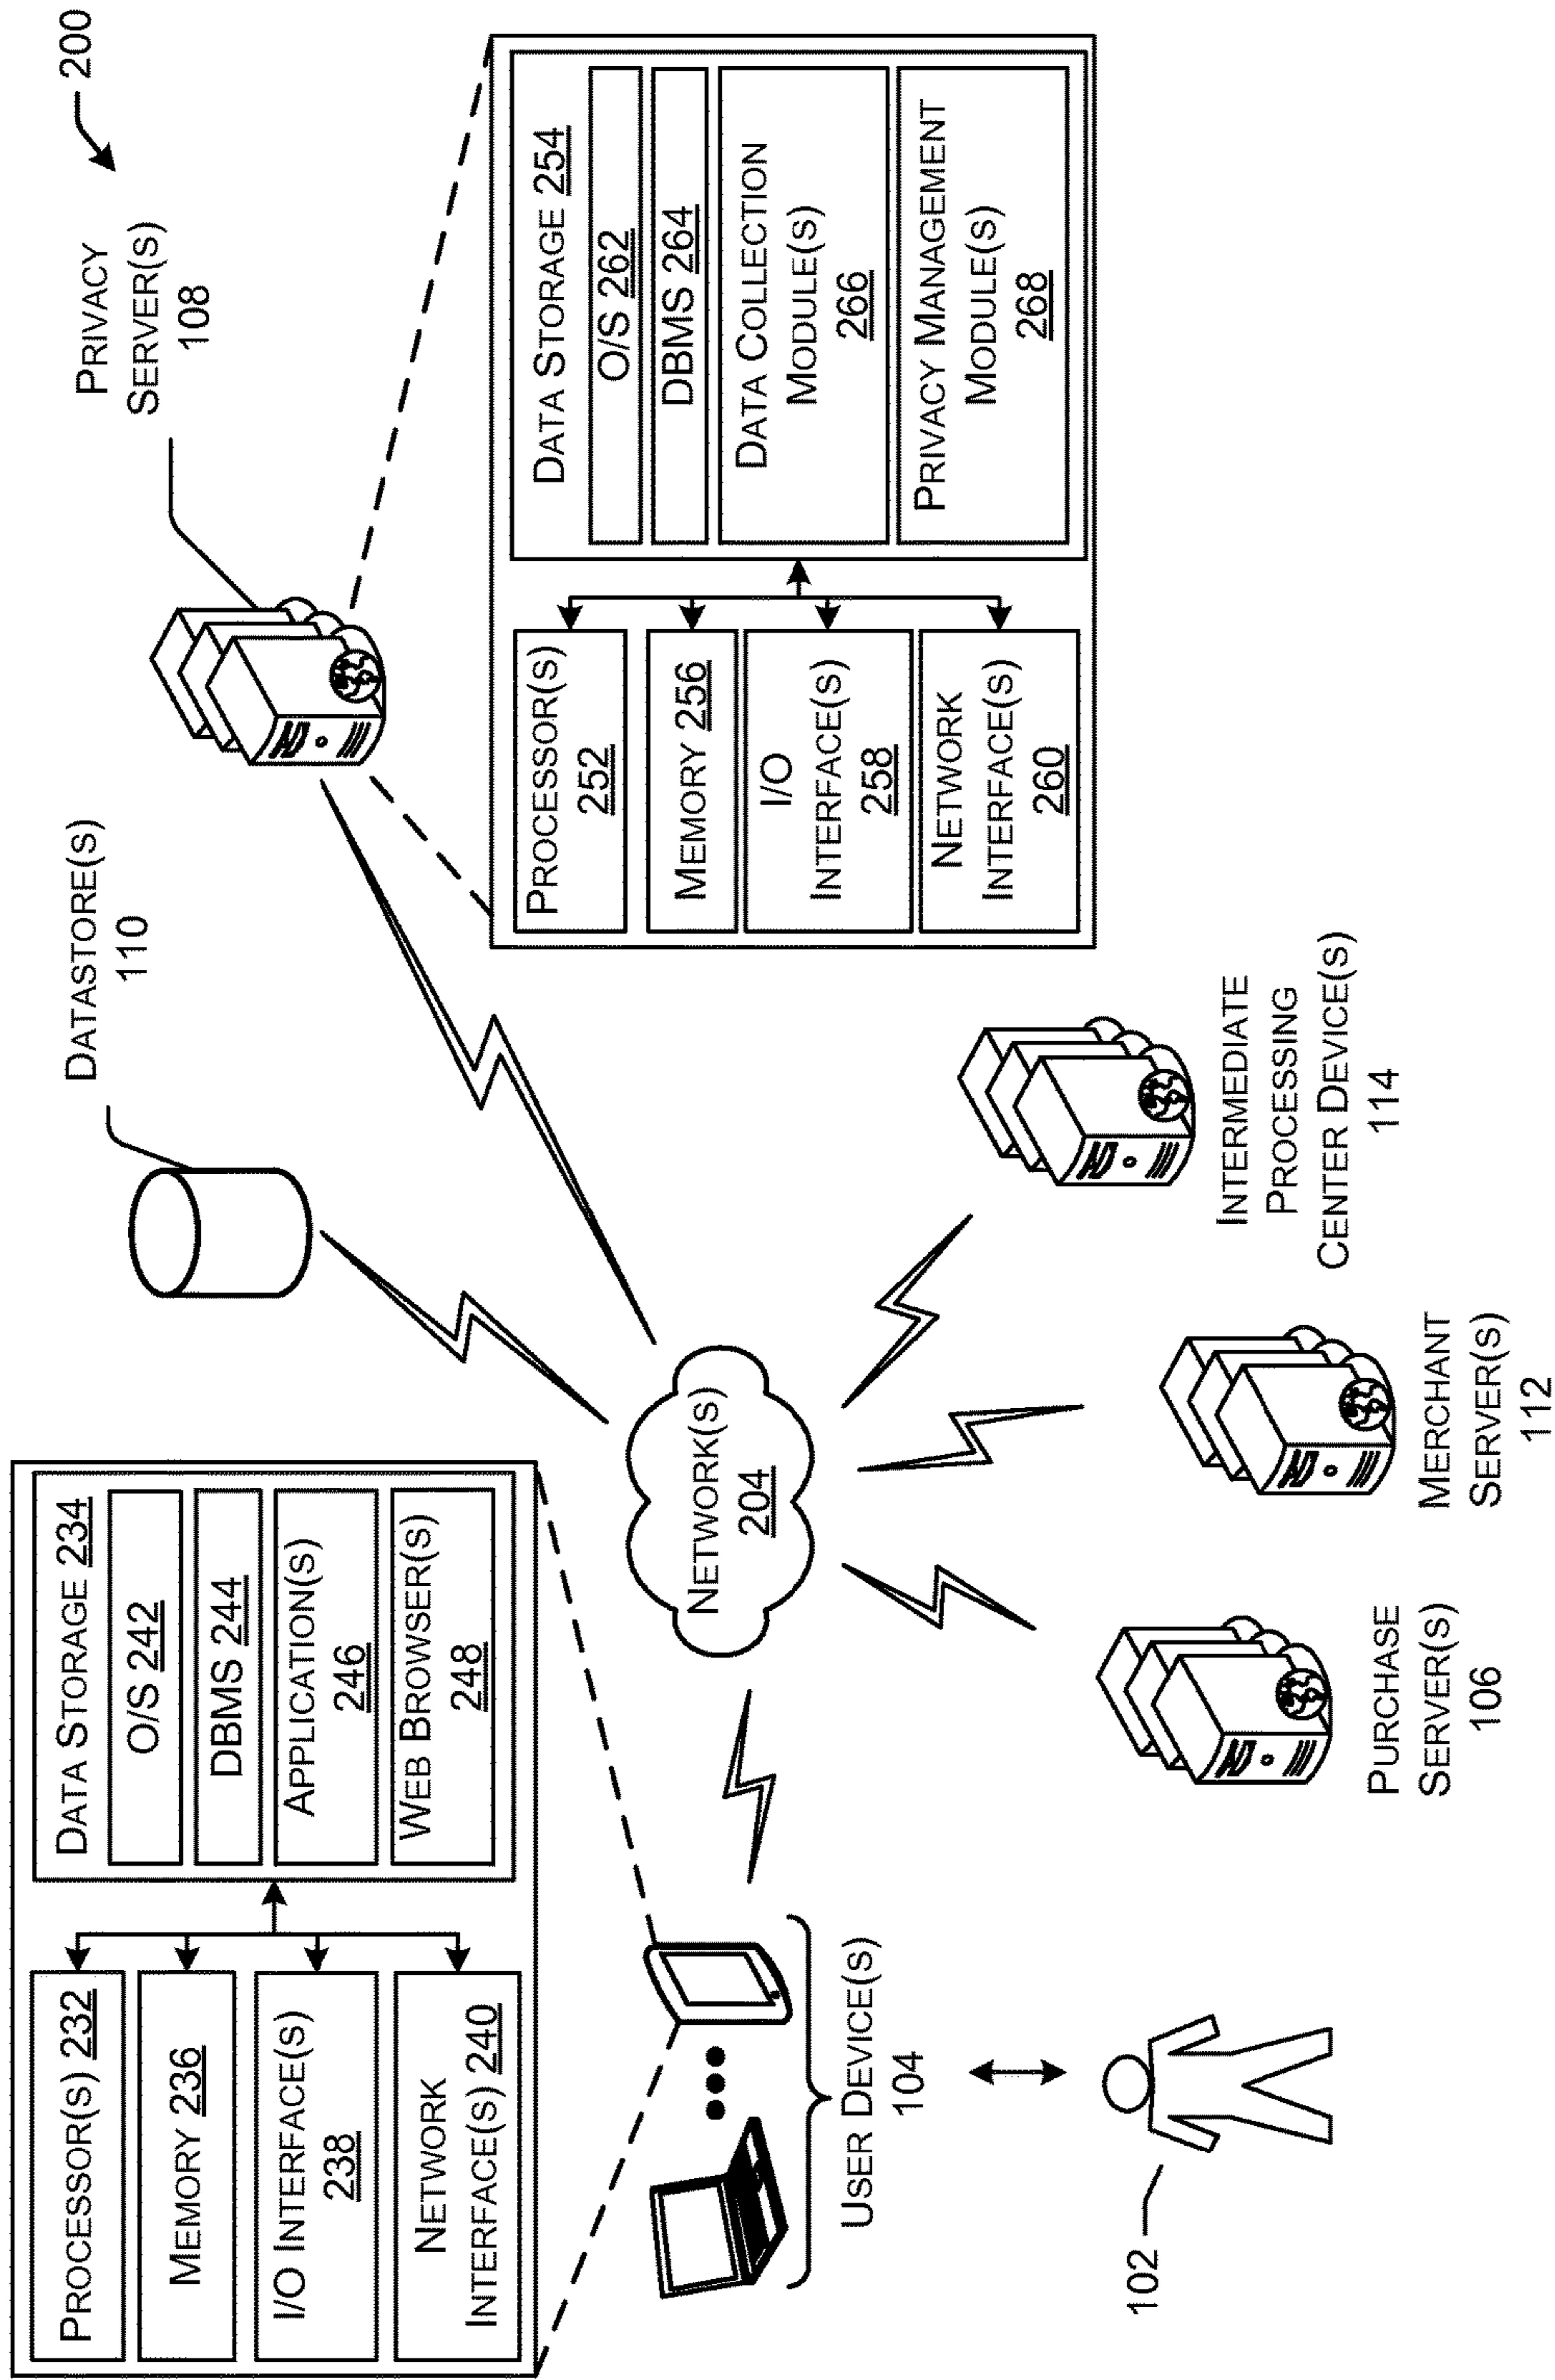 200
PROCESSOR(S) 232
MEMORY 236
I/O INTERFACE(S)
238
NETWORK
INTERFACE(S) 240
DATA STORAGE 234
O/S 242
DBMS 244
APPLICATION(S)
246
WEB BROWSER(S)
248
DATASTORE(S)
110
PRIVACY
SERVER(S)
108
PROCESSOR(S)
252
MEMORY 256
I/O
INTERFACE(S)
258
NETWORK
INTERFACE(S)
260
DATA STORAGE 254
O/S 262
DBMS 264
DATA COLLECTION
MODULE(S)
266
PRIVACY MANAGEMENT
MODULE(S)
268
NETWORK(S)
204
USER DEVICE(S)
104
102
PURCHASE
SERVER(S)
106
MERCHANT
SERVER(S)
112
INTERMEDIATE
PROCESSING
CENTER DEVICE(S)
114